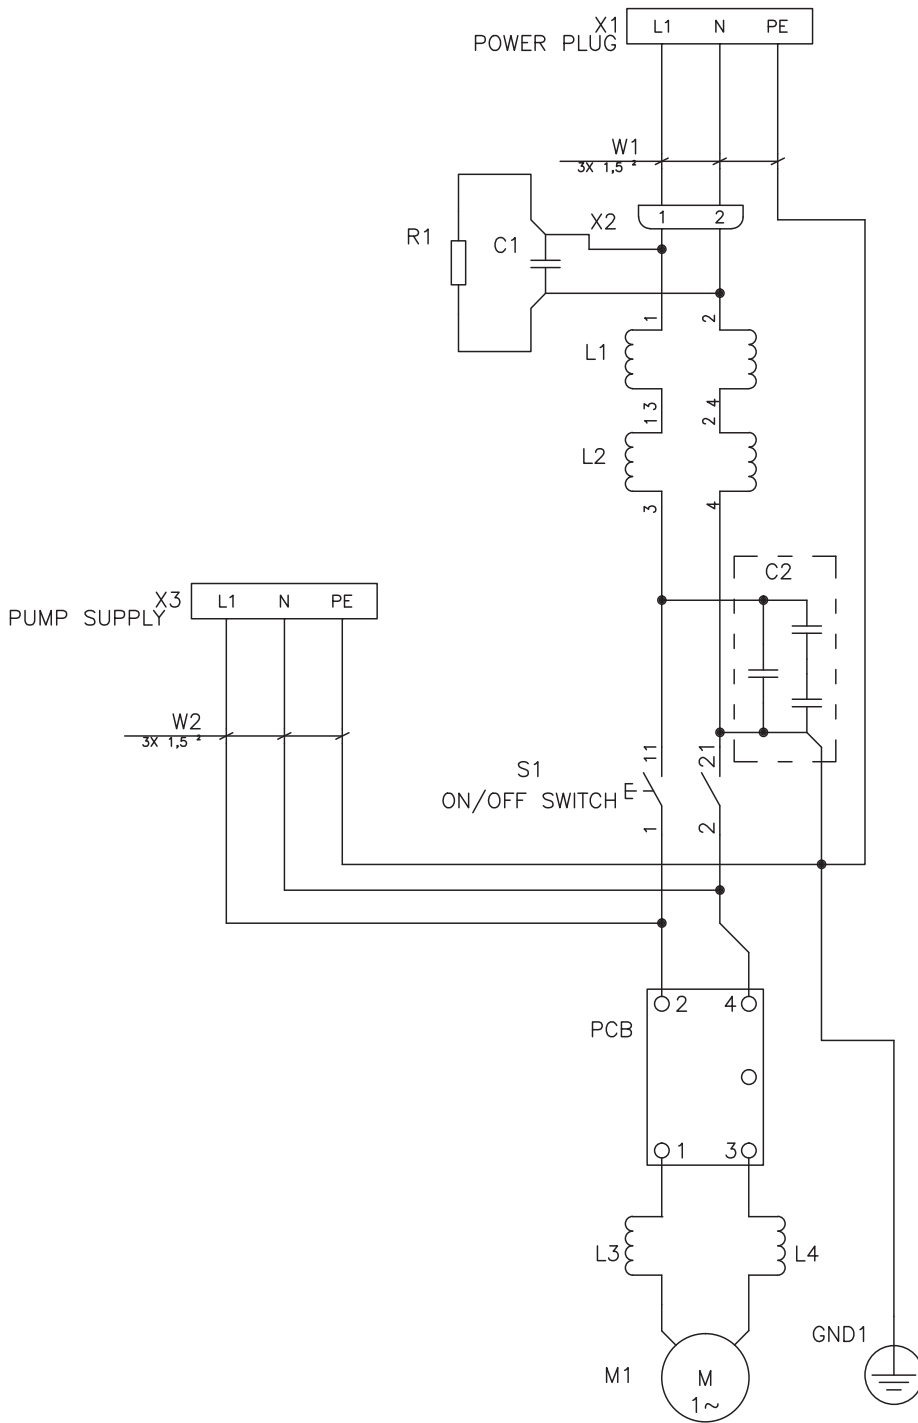 X1 L1 N PE
POWER PLUG
W1
3X 1,5 ²
X2 1 2
R1
C1
1 2
L1
1 3 2 4
L2
3 4
C2
X3 L1 N PE
PUMP SUPPLY
W2
3X 1,5 ²
11 21
S1
ON/OFF SWITCH
1 2
2 4
PCB
1 3
L3 L4
GND1
M1 M
1~